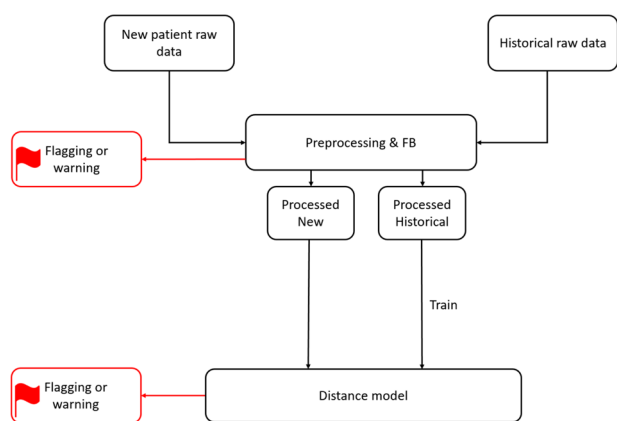 New patient raw
data
Historical raw data
Preprocessing & FB
Flagging or
warning
Processed
New
Processed
Historical
Train
Flagging or
warning
Distance model